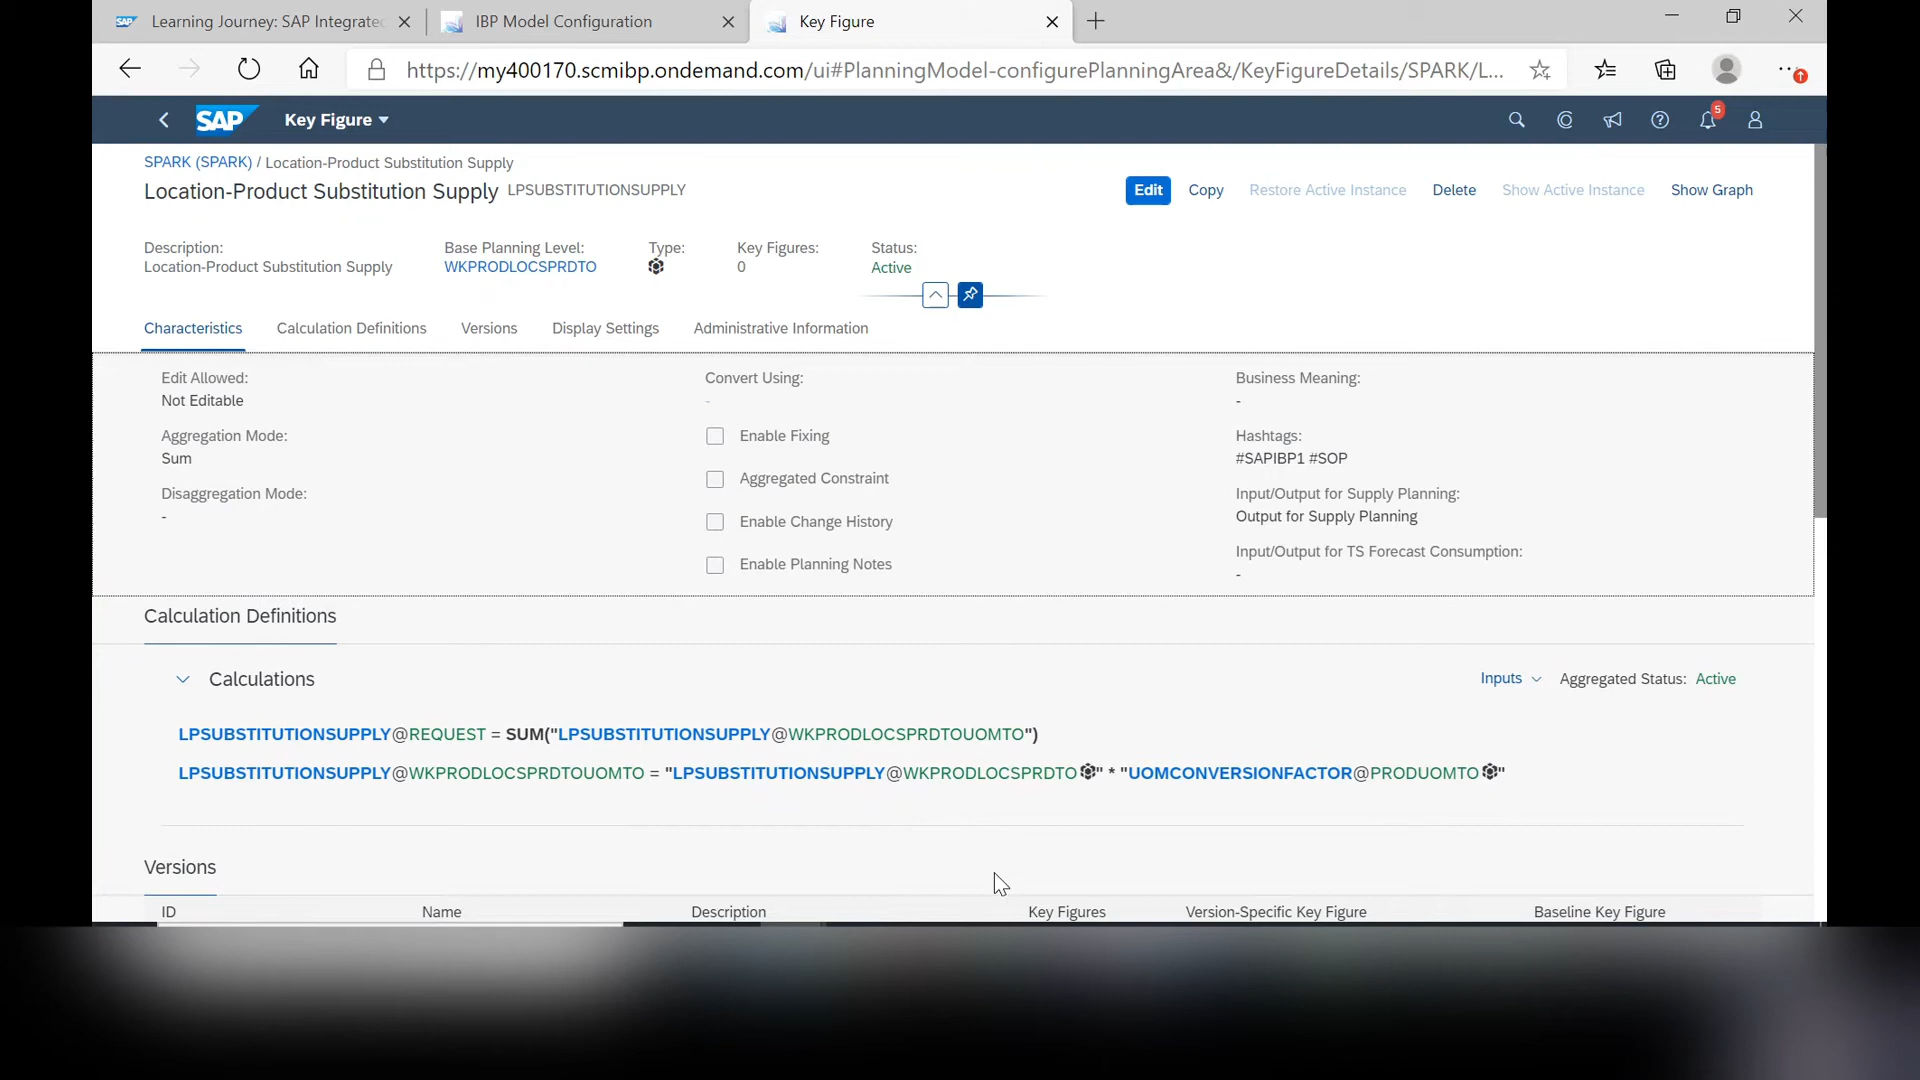 Learning Journey: SAP Integrate
IBP Model Configuration
Key Figure
https://my400170.scmibp.ondemand.com/ui#PlanningModel-configurePlanningArea&/KeyFigureDetails/SPARK/L...
SAP
Key Figure
5
SPARK (SPARK) / Location-Product Substitution Supply
Location-Product Substitution Supply LPSUBSTITUTIONSUPPLY
Edit Copy Restore Active Instance Delete Show Active Instance Show Graph
Description: Base Planning Level: Type: Key Figures: Status:
Location-Product Substitution Supply WKPRODLOCSPRDTO 0 Active
Characteristics Calculation Definitions Versions Display Settings Administrative Information
Edit Allowed: Convert Using: Business Meaning:
Not Editable - -
Aggregation Mode: Enable Fixing Hashtags:
Sum #SAPIBP1 #SOP
Aggregated Constraint
Disaggregation Mode: Input/Output for Supply Planning:
- Enable Change History Output for Supply Planning
Enable Planning Notes Input/Output for TS Forecast Consumption:
-
Calculation Definitions
Calculations Inputs Aggregated Status: Active
LPSUBSTITUTIONSUPPLY@REQUEST = SUM("LPSUBSTITUTIONSUPPLY@WKPRODLOCSPRDTOUOMTO")
LPSUBSTITUTIONSUPPLY@WKPRODLOCSPRDTOUOMTO = "LPSUBSTITUTIONSUPPLY@WKPRODLOCSPRDTO" * "UOMCONVERSIONFACTOR@PRODUOMTO"
Versions
ID Name Description Key Figures Version-Specific Key Figure Baseline Key Figure